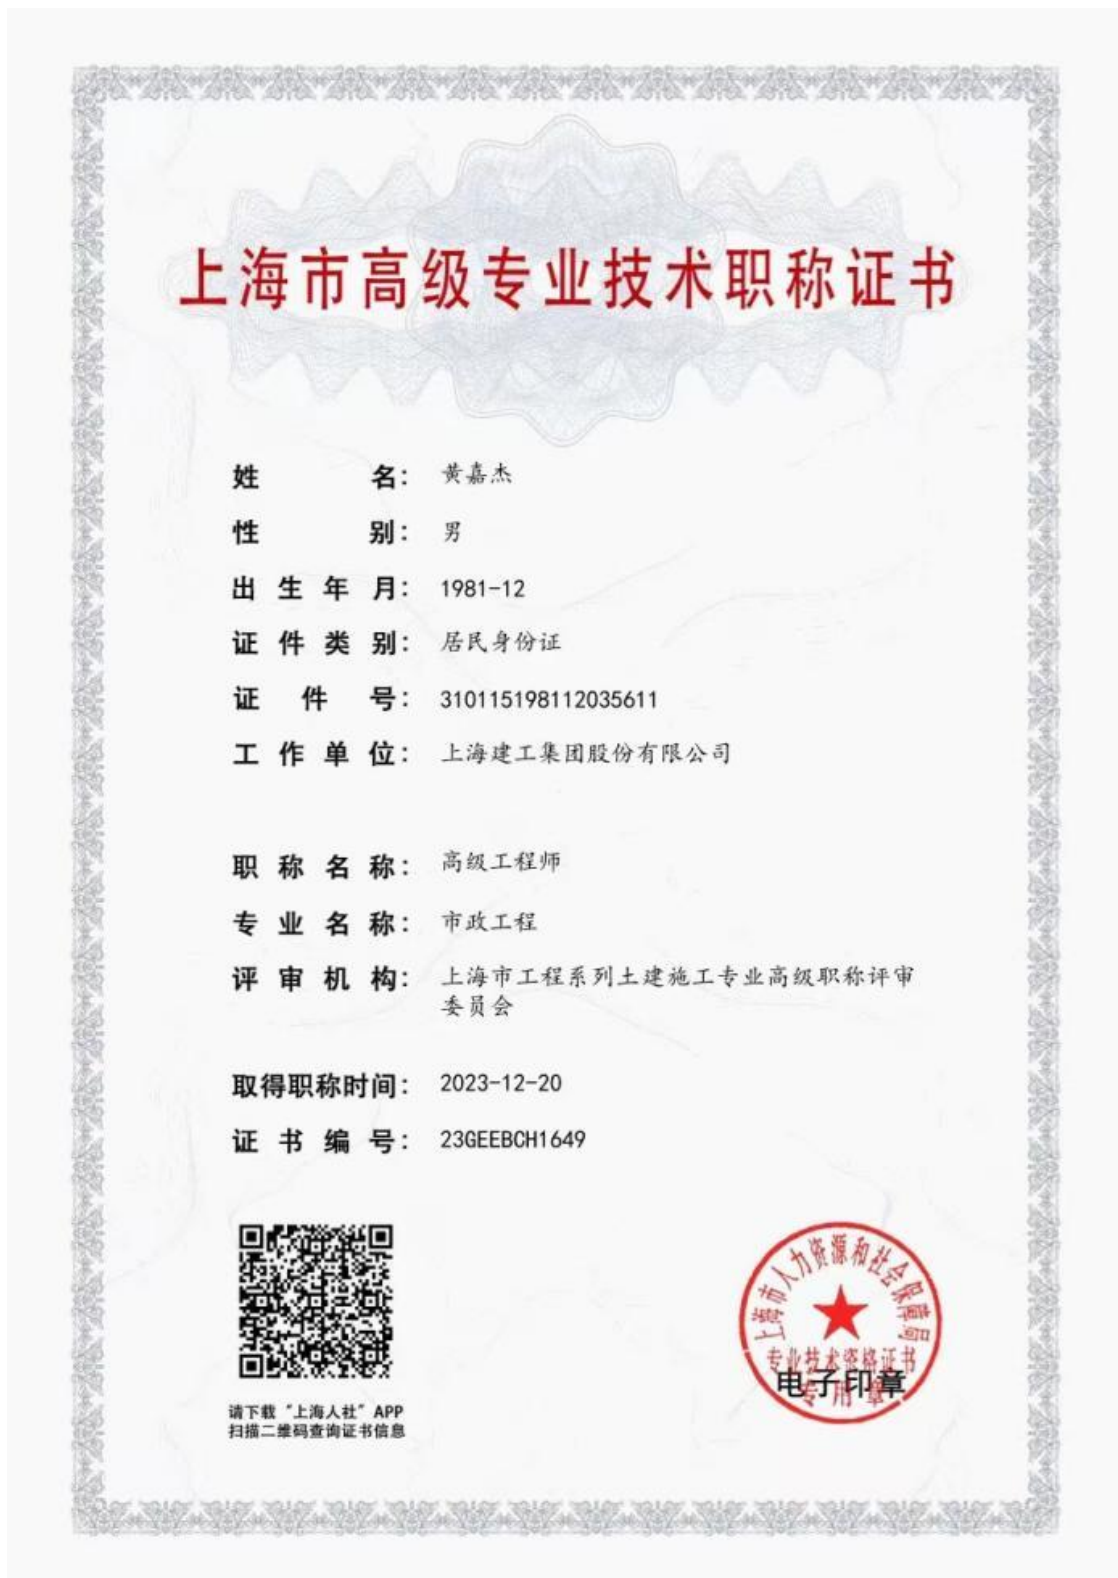 上海市高级专业技术职称证书
姓名：黄嘉杰
性别：男
出生年月：1981-12
证件类别：居民身份证
证件号：310115198112035611
工作单位：上海建工集团股份有限公司
职称名称：高级工程师
专业名称：市政工程
评审机构：上海市工程系列土建施工专业高级职称评审
委员会
取得职称时间：2023-12-20
证书编号：23GEEBCH1649
请下载“上海人社”APP
扫描二维码查询证书信息
上海市人力资源和社会保障局
专业技术资格证书
电子印章
专用章